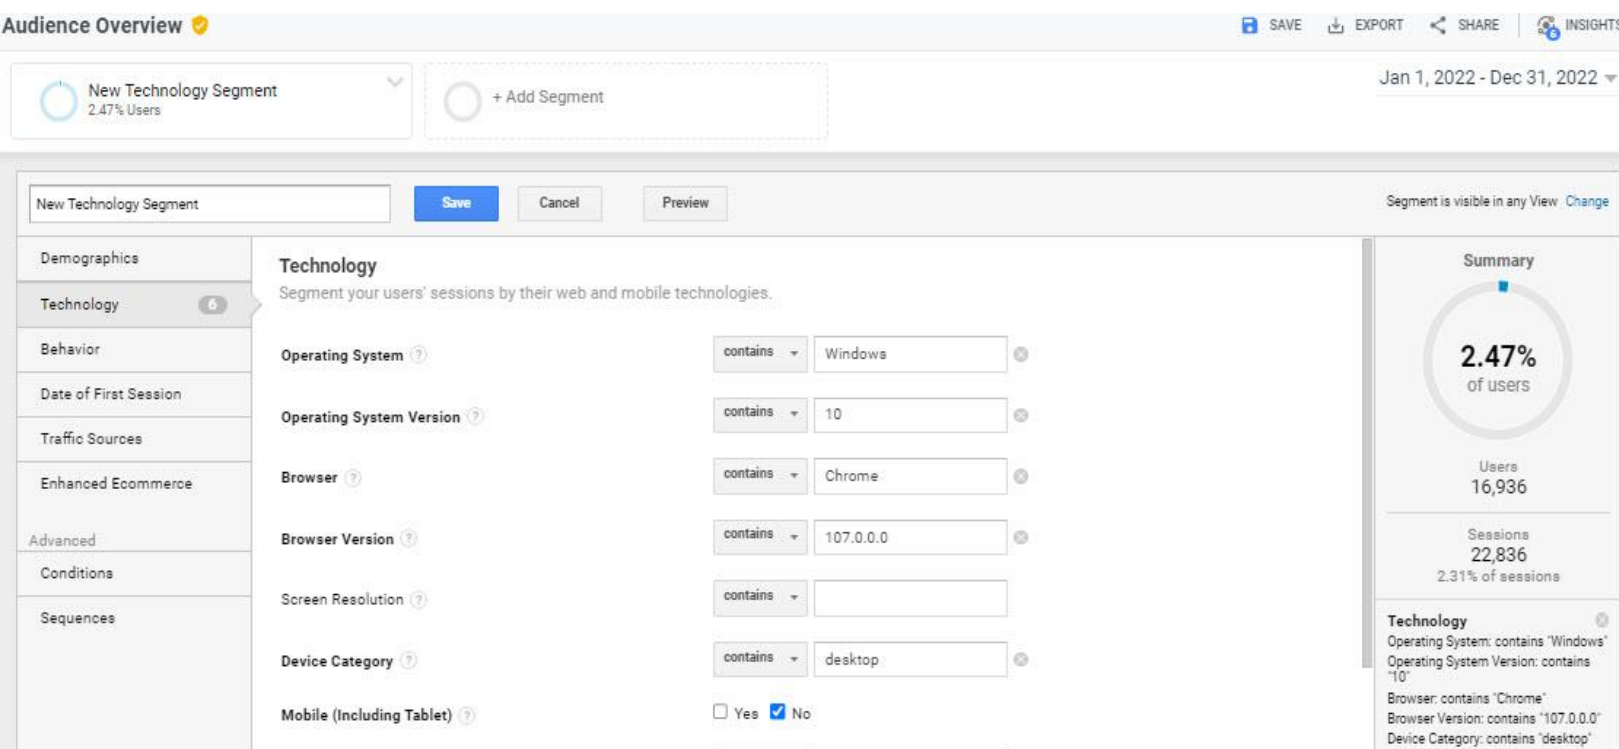 Audience Overview
SAVE EXPORT SHARE INSIGHTS
6
New Technology Segment
2.47% Users
+ Add Segment
Jan 1, 2022 - Dec 31, 2022
New Technology Segment
Save Cancel Preview
Segment is visible in any View Change
Demographics
Technology 6
Behavior
Date of First Session
Traffic Sources
Enhanced Ecommerce
Advanced
Conditions
Sequences
Technology
Segment your users' sessions by their web and mobile technologies.
Operating System ? contains Windows
Operating System Version ? contains 10
Browser ? contains Chrome
Browser Version ? contains 107.0.0.0
Screen Resolution ? contains
Device Category ? contains desktop
Mobile (Including Tablet) ? Yes No
Summary
2.47%
of users
Users
16,936
Sessions
22,836
2.31% of sessions
Technology
Operating System: contains "Windows"
Operating System Version: contains
"10"
Browser: contains "Chrome"
Browser Version: contains "107.0.0.0"
Device Category: contains "desktop"